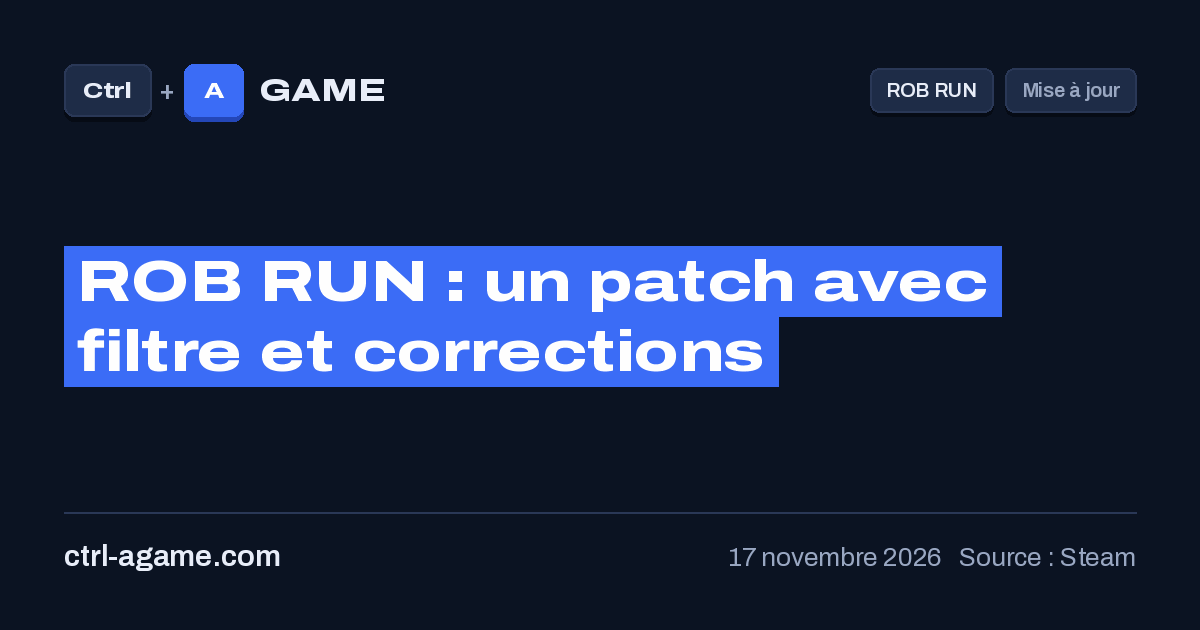 Ctrl + A GAME
ROB RUN
Mise à jour
ROB RUN : un patch avec
filtre et corrections
ctrl-agame.com
17 novembre 2026 Source : Steam